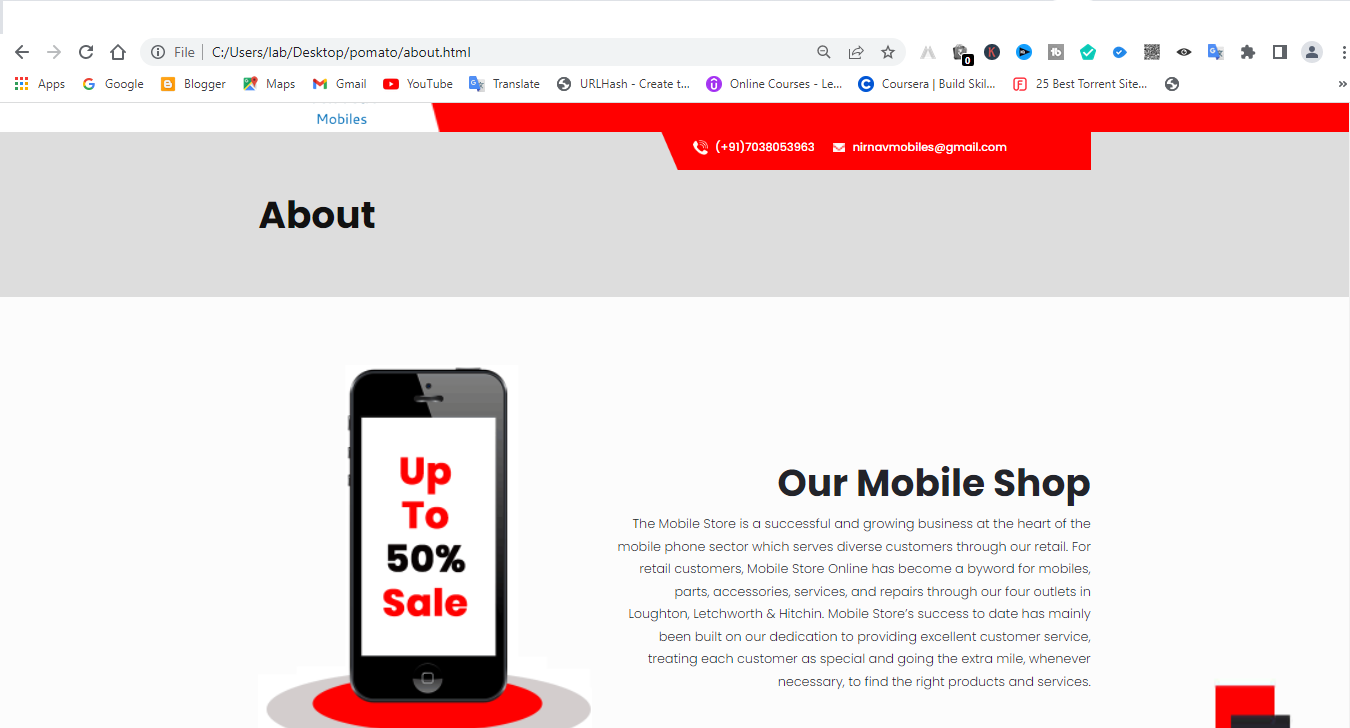 File
C:/Users/lab/Desktop/pomato/about.html
0
K
Apps
Google
Blogger
Maps
Gmail
YouTube
Translate
URLHash - Create t...
Online Courses - Le...
Coursera | Build Skil...
25 Best Torrent Site...
»
Mobiles
(+91)7038053963
nirnavmobiles@gmail.com
About
Up
To
50%
Sale
Our Mobile Shop
The Mobile Store is a successful and growing business at the heart of the
mobile phone sector which serves diverse customers through our retail. For
retail customers, Mobile Store Online has become a byword for mobiles,
parts, accessories, services, and repairs through our four outlets in
Loughton, Letchworth & Hitchin. Mobile Store’s success to date has mainly
been built on our dedication to providing excellent customer service,
treating each customer as special and going the extra mile, whenever
necessary, to find the right products and services.